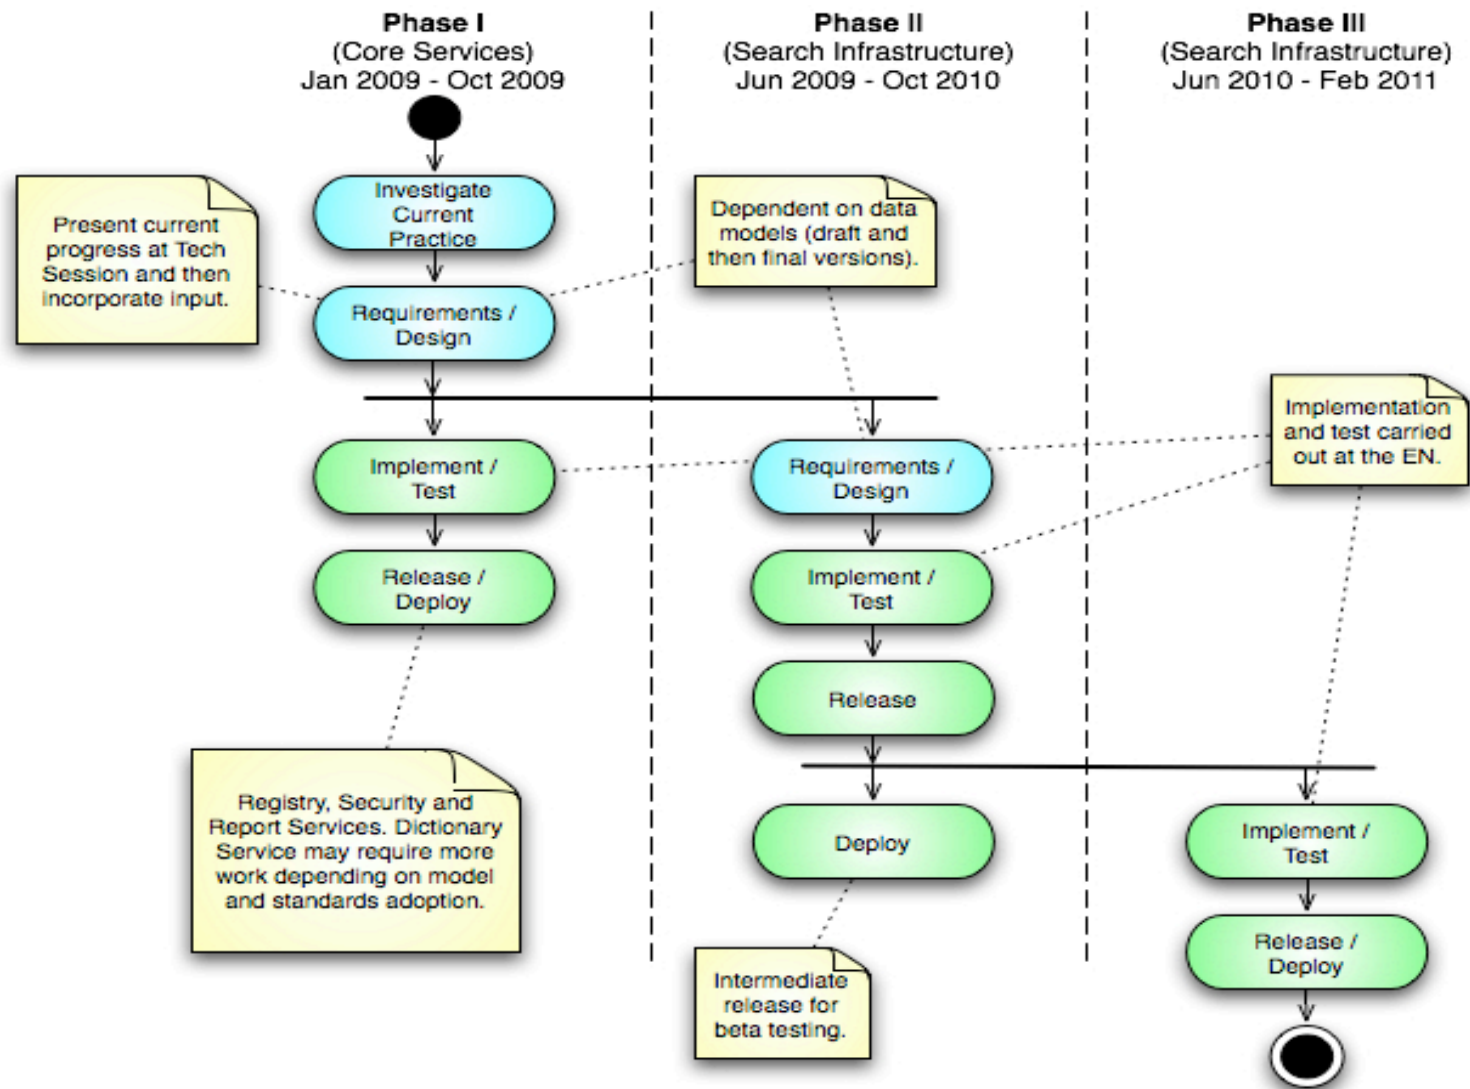 Phase I
(Core Services)
Jan 2009 - Oct 2009
Phase II
(Search Infrastructure)
Jun 2009 - Oct 2010
Phase III
(Search Infrastructure)
Jun 2010 - Feb 2011
Present current
progress at Tech
Session and then
incorporate input.
Investigate
Current
Practice
Dependent on data
models (draft and
then final versions).
Requirements /
Design
Implementation
and test carried
out at the EN.
Implement /
Test
Requirements /
Design
Release /
Deploy
Implement /
Test
Release
Registry, Security and
Report Services. Dictionary
Service may require more
work depending on model
and standards adoption.
Deploy
Implement /
Test
Intermediate
release for
beta testing.
Release /
Deploy